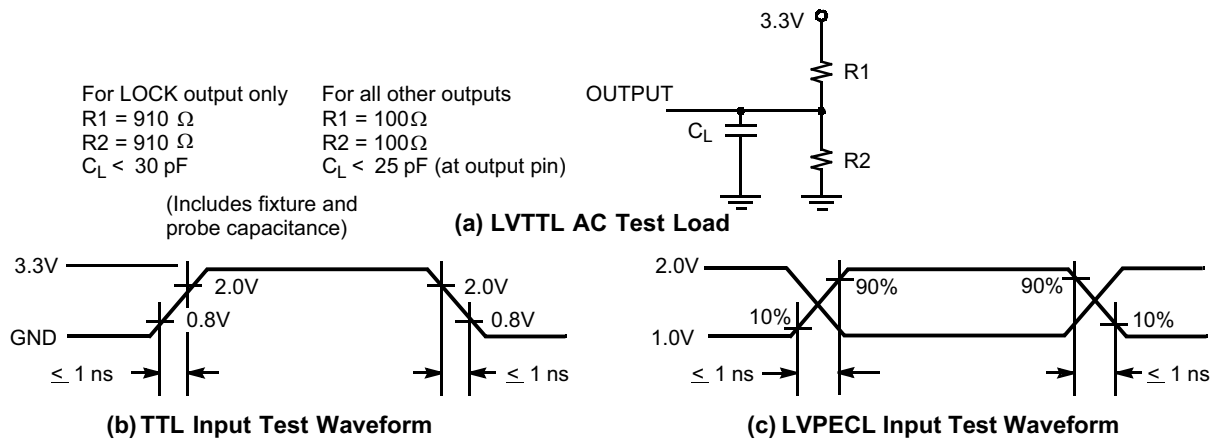 3.3V
R1
OUTPUT
CL
R2
For LOCK output only
R1 = 910 Ω
R2 = 910 Ω
CL < 30 pF
For all other outputs
R1 = 100Ω
R2 = 100Ω
CL < 25 pF (at output pin)
(Includes fixture and
probe capacitance)
(a) LVTTL AC Test Load
3.3V
2.0V
2.0V
0.8V
0.8V
GND
≤ 1 ns
≤ 1 ns
(b) TTL Input Test Waveform
2.0V
90%
90%
10%
10%
1.0V
≤ 1 ns
≤ 1 ns
(c) LVPECL Input Test Waveform